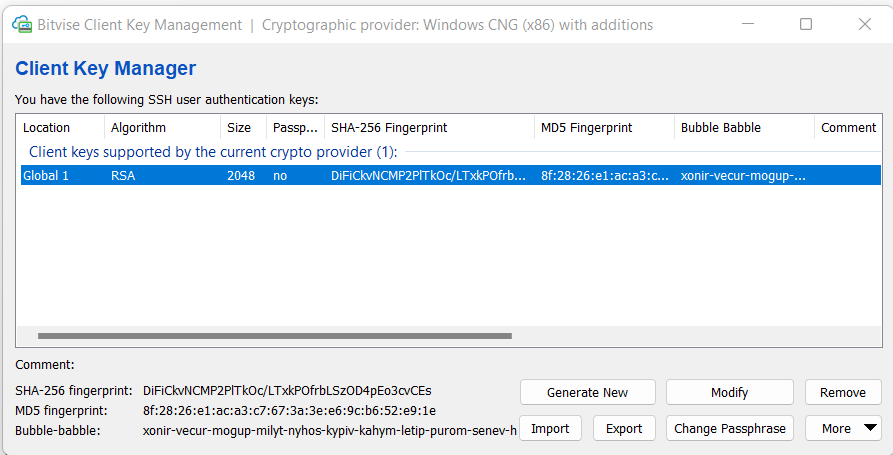 Bitvise Client Key Management | Cryptographic provider: Windows CNG (x86) with additions
Client Key Manager
You have the following SSH user authentication keys:
Location Algorithm Size Passp... SHA-256 Fingerprint MD5 Fingerprint Bubble Babble Comment
Client keys supported by the current crypto provider (1):
Global 1 RSA 2048 no DiFiCkvNCMP2PlTkOc/LTxkPOfrb... 8f:28:26:e1:ac:a3:c... xonir-vecur-mogup-...
Comment:
SHA-256 fingerprint: DiFiCkvNCMP2PlTkOc/LTxkPOfrbLSzOD4pEo3cvCEs
MD5 fingerprint: 8f:28:26:e1:ac:a3:c7:67:3a:3e:e6:9c:b6:52:e9:1e
Bubble-babble: xonir-vecur-mogup-milyt-nyhos-kypiv-kahym-letip-purom-senev-h
Generate New Modify Remove
Import Export Change Passphrase More